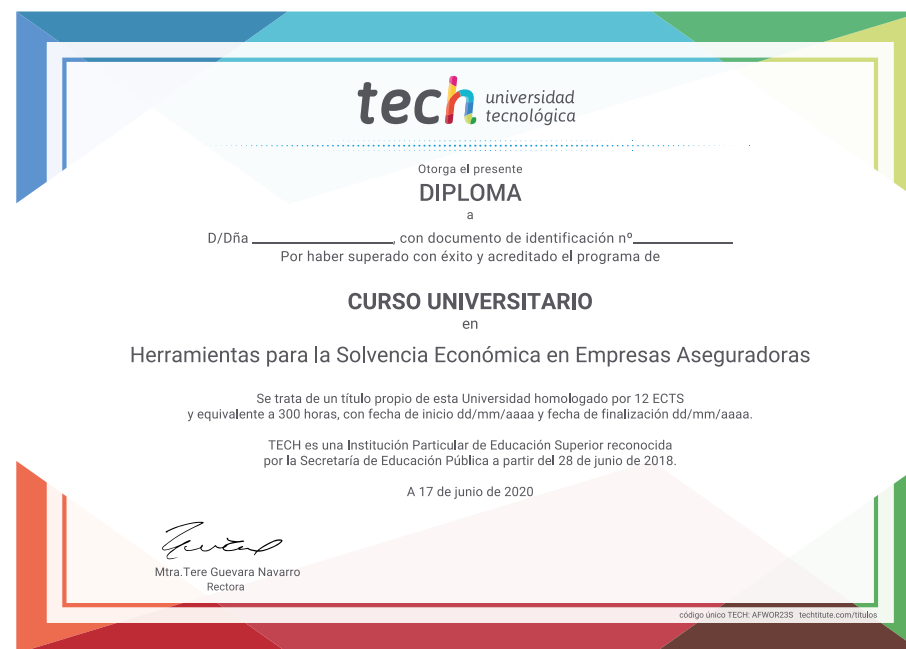 tech universidad
tecnológica
Otorga el presente
DIPLOMA
a
D/Dña ____________________, con documento de identificación nº______________
Por haber superado con éxito y acreditado el programa de
CURSO UNIVERSITARIO
en
Herramientas para la Solvencia Económica en Empresas Aseguradoras
Se trata de un título propio de esta Universidad homologado por 12 ECTS
y equivalente a 300 horas, con fecha de inicio dd/mm/aaaa y fecha de finalización dd/mm/aaaa.
TECH es una Institución Particular de Educación Superior reconocida
por la Secretaría de Educación Pública a partir del 28 de junio de 2018.
A 17 de junio de 2020
Mtra.Tere Guevara Navarro
Rectora
código único TECH: AFWOR23S techtitute.com/titulos